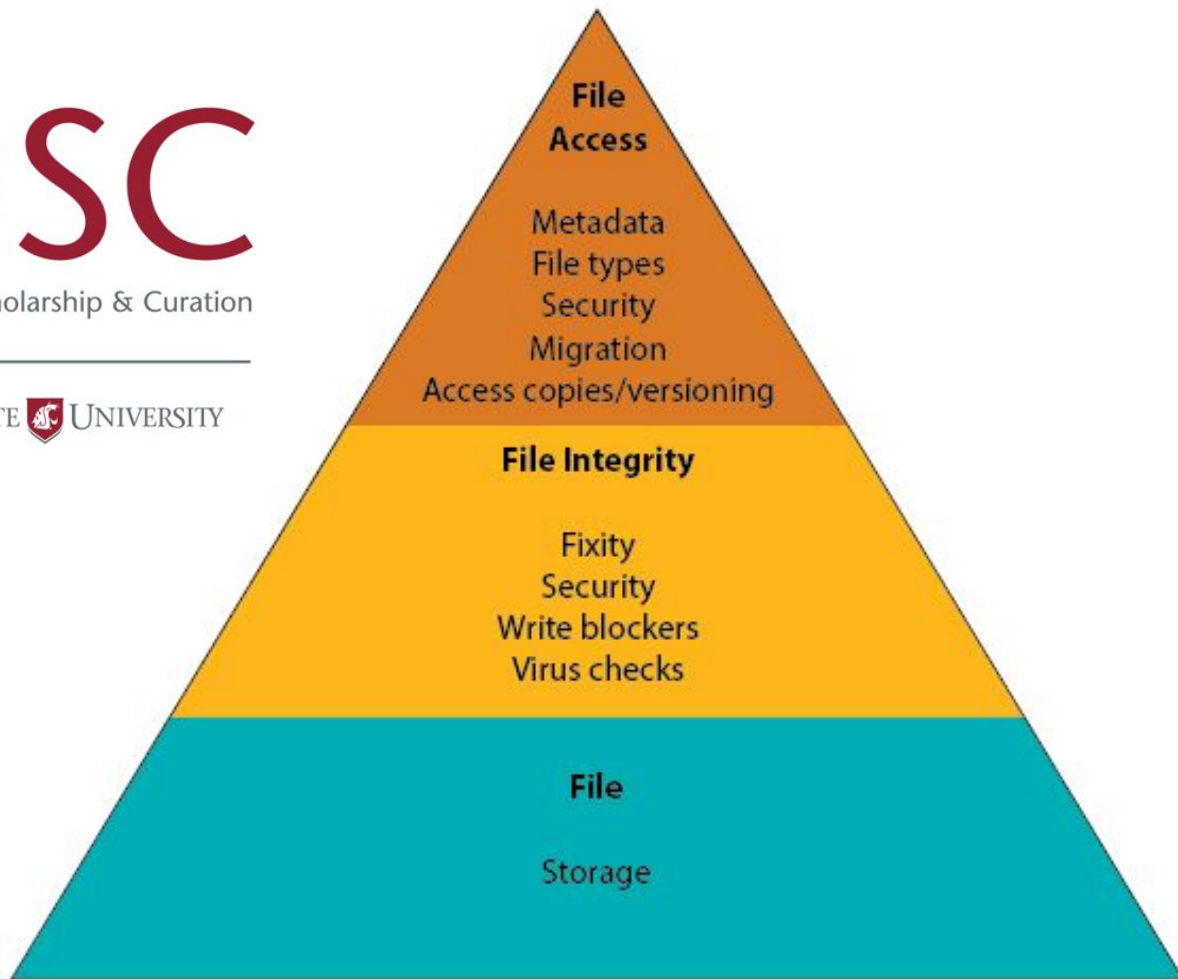 SC
holarship & Curation
TE UNIVERSITY
File
Access
Metadata
File types
Security
Migration
Access copies/versioning
File Integrity
Fixity
Security
Write blockers
Virus checks
File
Storage